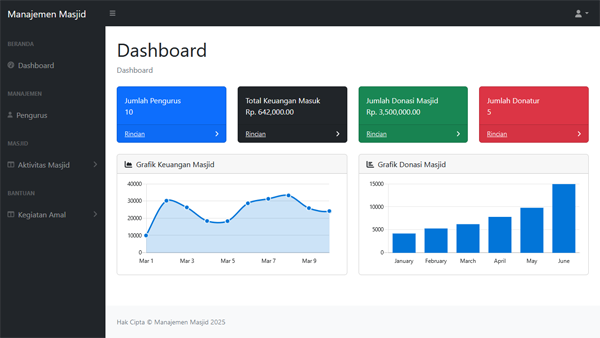 Manajemen Masjid
BERANDA
Dashboard
MANAJEMEN
Pengurus
MASJID
Aktivitas Masjid
BANTUAN
Kegiatan Amal
Dashboard
Dashboard
Jumlah Pengurus
10
Rincian
Total Keuangan Masuk
Rp. 642,000.00
Rincian
Jumlah Donasi Masjid
Rp. 3,500,000.00
Rincian
Jumlah Donatur
5
Rincian
Grafik Keuangan Masjid
40000
30000
20000
10000
0
Mar 1 Mar 3 Mar 5 Mar 7 Mar 9
Grafik Donasi Masjid
15000
10000
5000
0
January February March April May June
Hak Cipta © Manajemen Masjid 2025